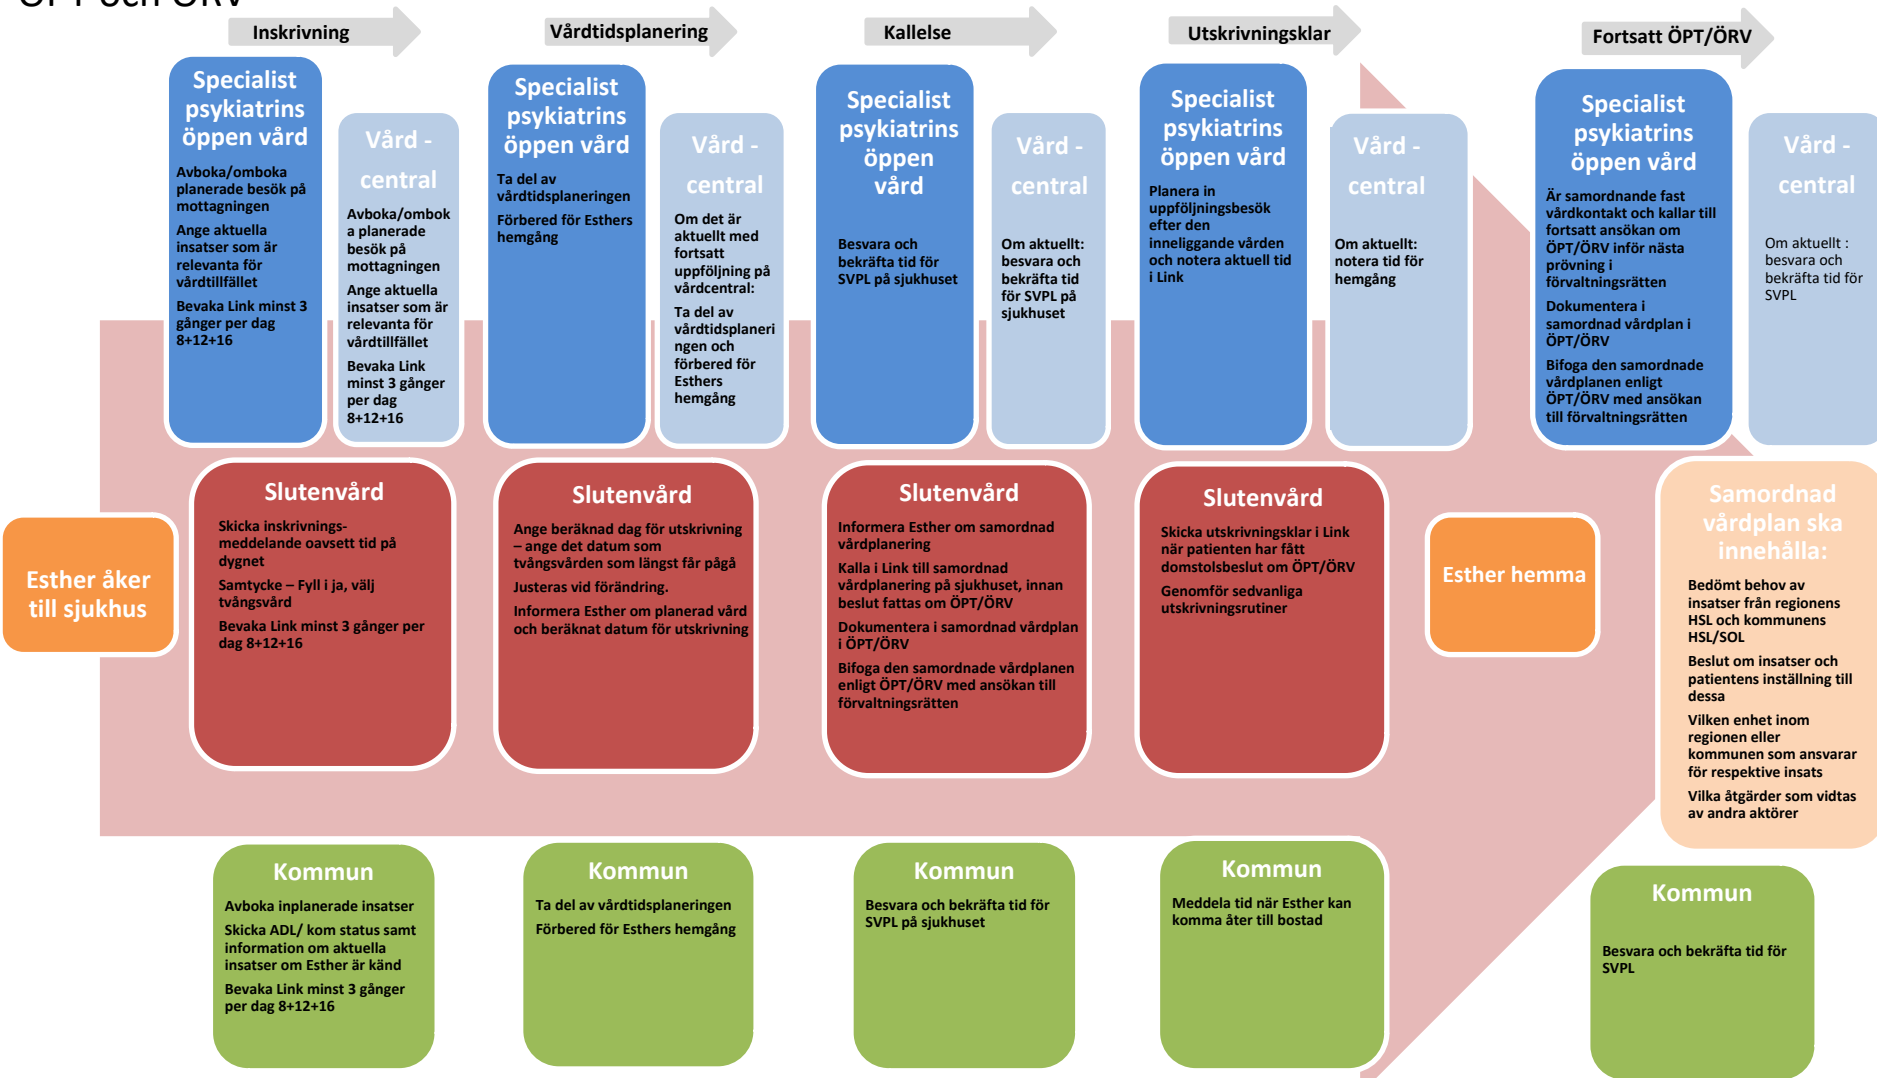 ÖPT och ÖRV
Inskrivning
Vårdtidsplanering
Kallelse
Utskrivningsklar
Fortsatt ÖPT/ÖRV
Specialist
psykiatrins
öppen vård
Avboka/omboka
planerade besök på
mottagningen
Ange aktuella
insatser som är
relevanta för
vårdtillfället
Bevaka Link minst 3
gånger per dag
8+12+16
Vård -
central
Avboka/ombok
a planerade
besök på
mottagningen
Ange aktuella
insatser som är
relevanta för
vårdtillfället
Bevaka Link
minst 3 gånger
per dag
8+12+16
Specialist
psykiatrins
öppen vård
Ta del av
vårdtidsplaneringen
Förbered för Esthers
hemgång
Vård -
central
Om det är
aktuellt med
fortsatt
uppföljning på
vårdcentral:
Ta del av
vårdtidsplaneri
ngen och
förbered för
Esthers
hemgång
Specialist
psykiatrins
öppen
vård
Besvara och
bekräfta tid för
SVPL på sjukhuset
Vård -
central
Om aktuellt:
besvara och
bekräfta tid
för SVPL på
sjukhuset
Specialist
psykiatrins
öppen vård
Planera in
uppföljningsbesök
efter den
inneliggande vården
och notera aktuell tid
i Link
Vård -
central
Om aktuellt:
notera tid för
hemgång
Specialist
psykiatrins
öppen vård
Är samordnande fast
vårdkontakt och kallar till
fortsatt ansökan om
ÖPT/ÖRV inför nästa
prövning i
förvaltningsrätten
Dokumentera i
samordnad vårdplan i
ÖPT/ÖRV
Bifoga den samordnade
vårdplanen enligt
ÖPT/ÖRV med ansökan
till förvaltningsrätten
Vård -
central
Om aktuellt :
besvara och
bekräfta tid för
SVPL
Esther åker
till sjukhus
Slutenvård
Skicka inskrivnings-
meddelande oavsett tid på
dygnet
Samtycke – Fyll i ja, välj
tvångsvård
Bevaka Link minst 3 gånger per
dag 8+12+16
Slutenvård
Ange beräknad dag för utskrivning
– ange det datum som
tvångsvården som längst får pågå
Justeras vid förändring.
Informera Esther om planerad vård
och beräknat datum för utskrivning
Slutenvård
Informera Esther om samordnad
vårdplanering
Kalla i Link till samordnad
vårdplanering på sjukhuset, innan
beslut fattas om ÖPT/ÖRV
Dokumentera i samordnad vårdplan
i ÖPT/ÖRV
Bifoga den samordnade vårdplanen
enligt ÖPT/ÖRV med ansökan till
förvaltningsrätten
Slutenvård
Skicka utskrivningsklar i Link
när patienten har fått
domstolsbeslut om ÖPT/ÖRV
Genomför sedvanliga
utskrivningsrutiner
Esther hemma
Samordnad
vårdplan ska
innehålla:
Bedömt behov av
insatser från regionens
HSL och kommunens
HSL/SOL
Beslut om insatser och
patientens inställning till
dessa
Vilken enhet inom
regionen eller
kommunen som ansvarar
för respektive insats
Vilka åtgärder som vidtas
av andra aktörer
Kommun
Avboka inplanerade insatser
Skicka ADL/ kom status samt
information om aktuella
insatser om Esther är känd
Bevaka Link minst 3 gånger
per dag 8+12+16
Kommun
Ta del av vårdtidsplaneringen
Förbered för Esthers hemgång
Kommun
Besvara och bekräfta tid för
SVPL på sjukhuset
Kommun
Meddela tid när Esther kan
komma åter till bostad
Kommun
Besvara och bekräfta tid för
SVPL